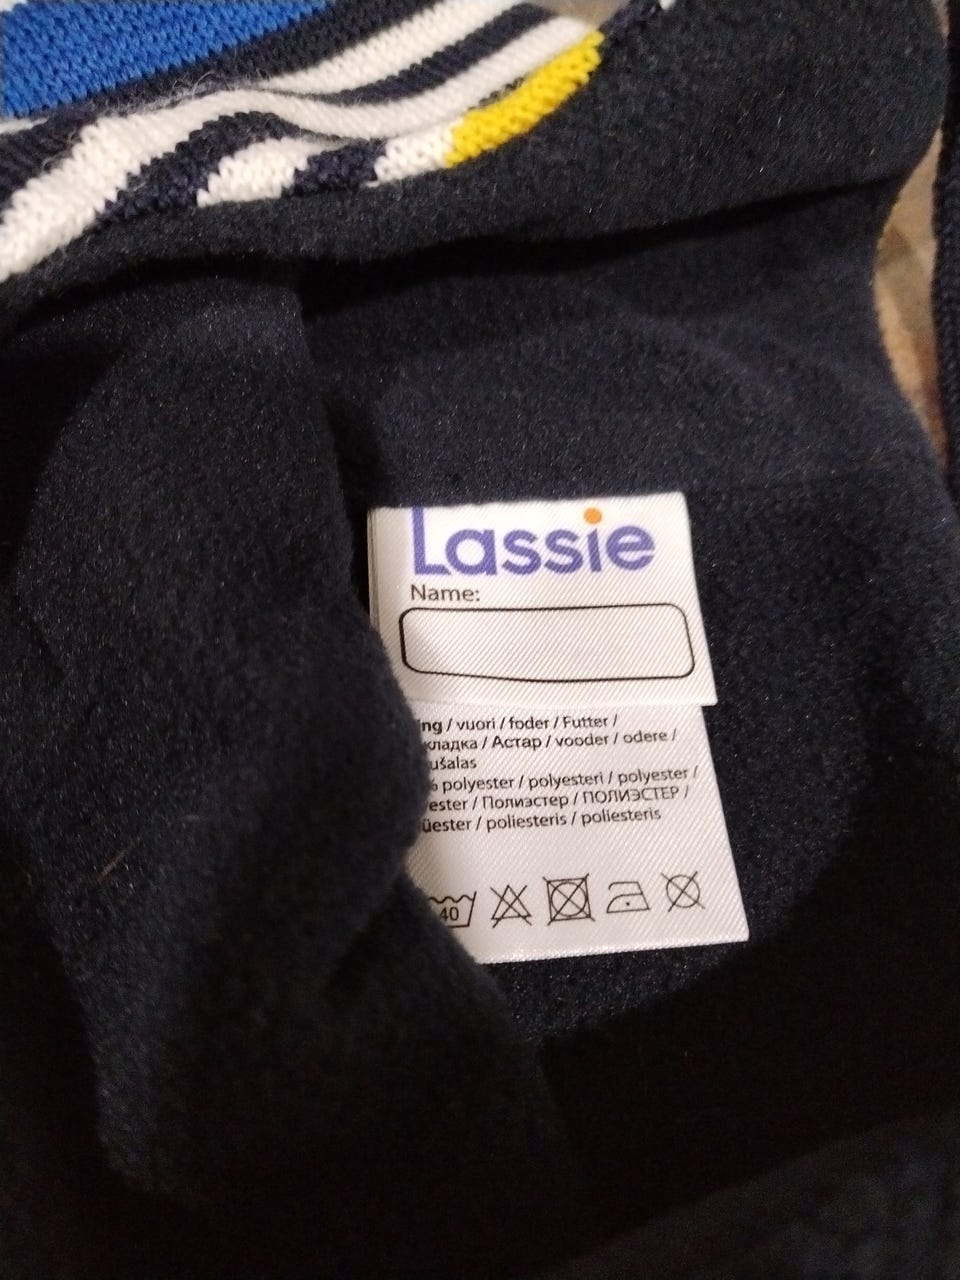 Lassie
Name:
ng / vuori / foder / Futter /
кладка / Астар / vooder / odere /
ušalas
% polyester / polyesteri / polyester /
ester / Полиэстер / ПОЛИЭСТЕР /
üester / poliesteris / poliesteris
40